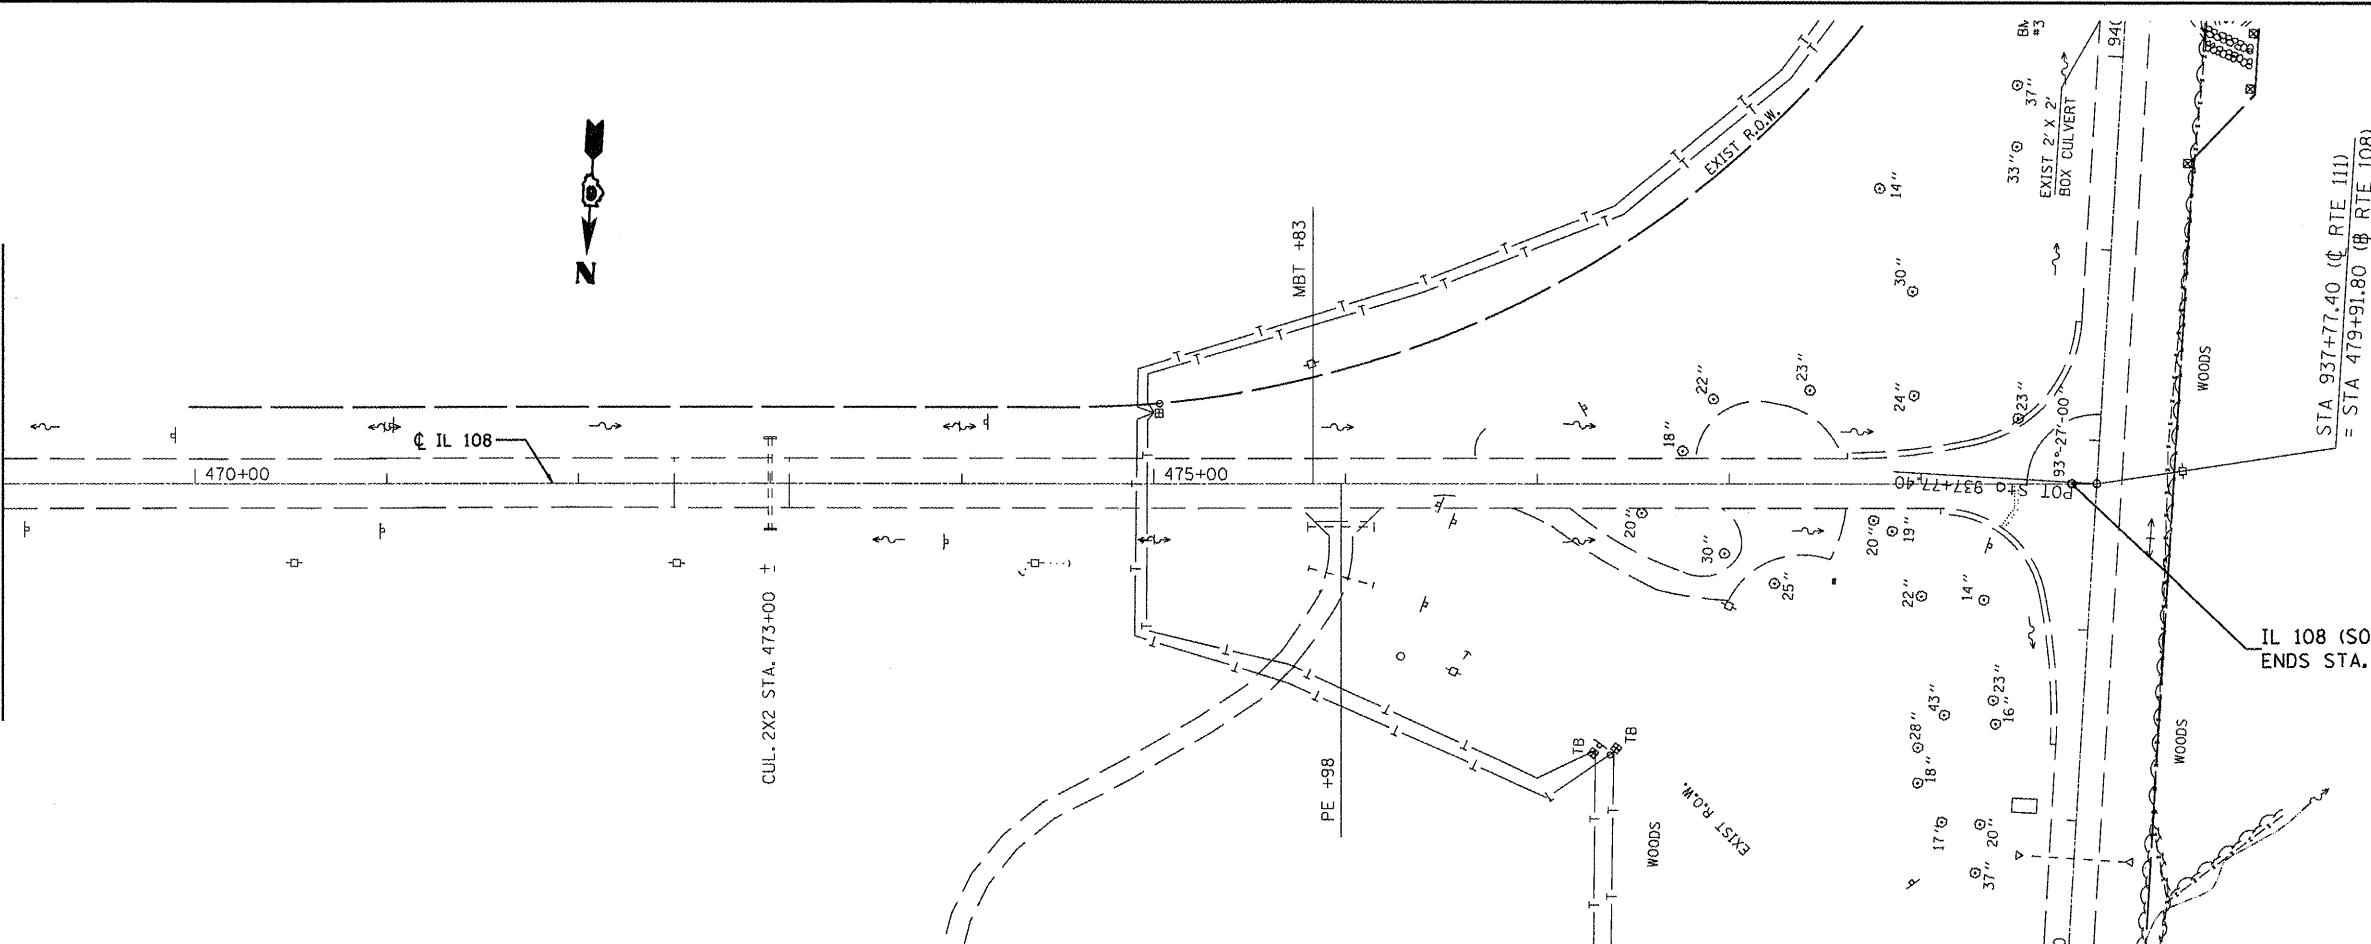 N
℄ IL 108
470+00
475+00
CUL. 2X2 STA. 473+00 ±
MBT +83
PE +98
EXIST R.O.W.
EXIST R.O.W.
TB
TB
WOODS
WOODS
WOODS
18"
22"
23"
24"
30"
14"
33"
37"
23"
EXIST 2' X 2'
BOX CULVERT
BM
#3
940
93°-27'-00"
POT Sta 937+77.40
STA 937+77.40 (℄ RTE 111)
= STA 479+91.80 (B RTE 108)
IL 108 (SO
ENDS STA.
20"
30"
25"
20"
19"
22"
14"
43"
28"
18"
23"
16"
17"
20"
37"